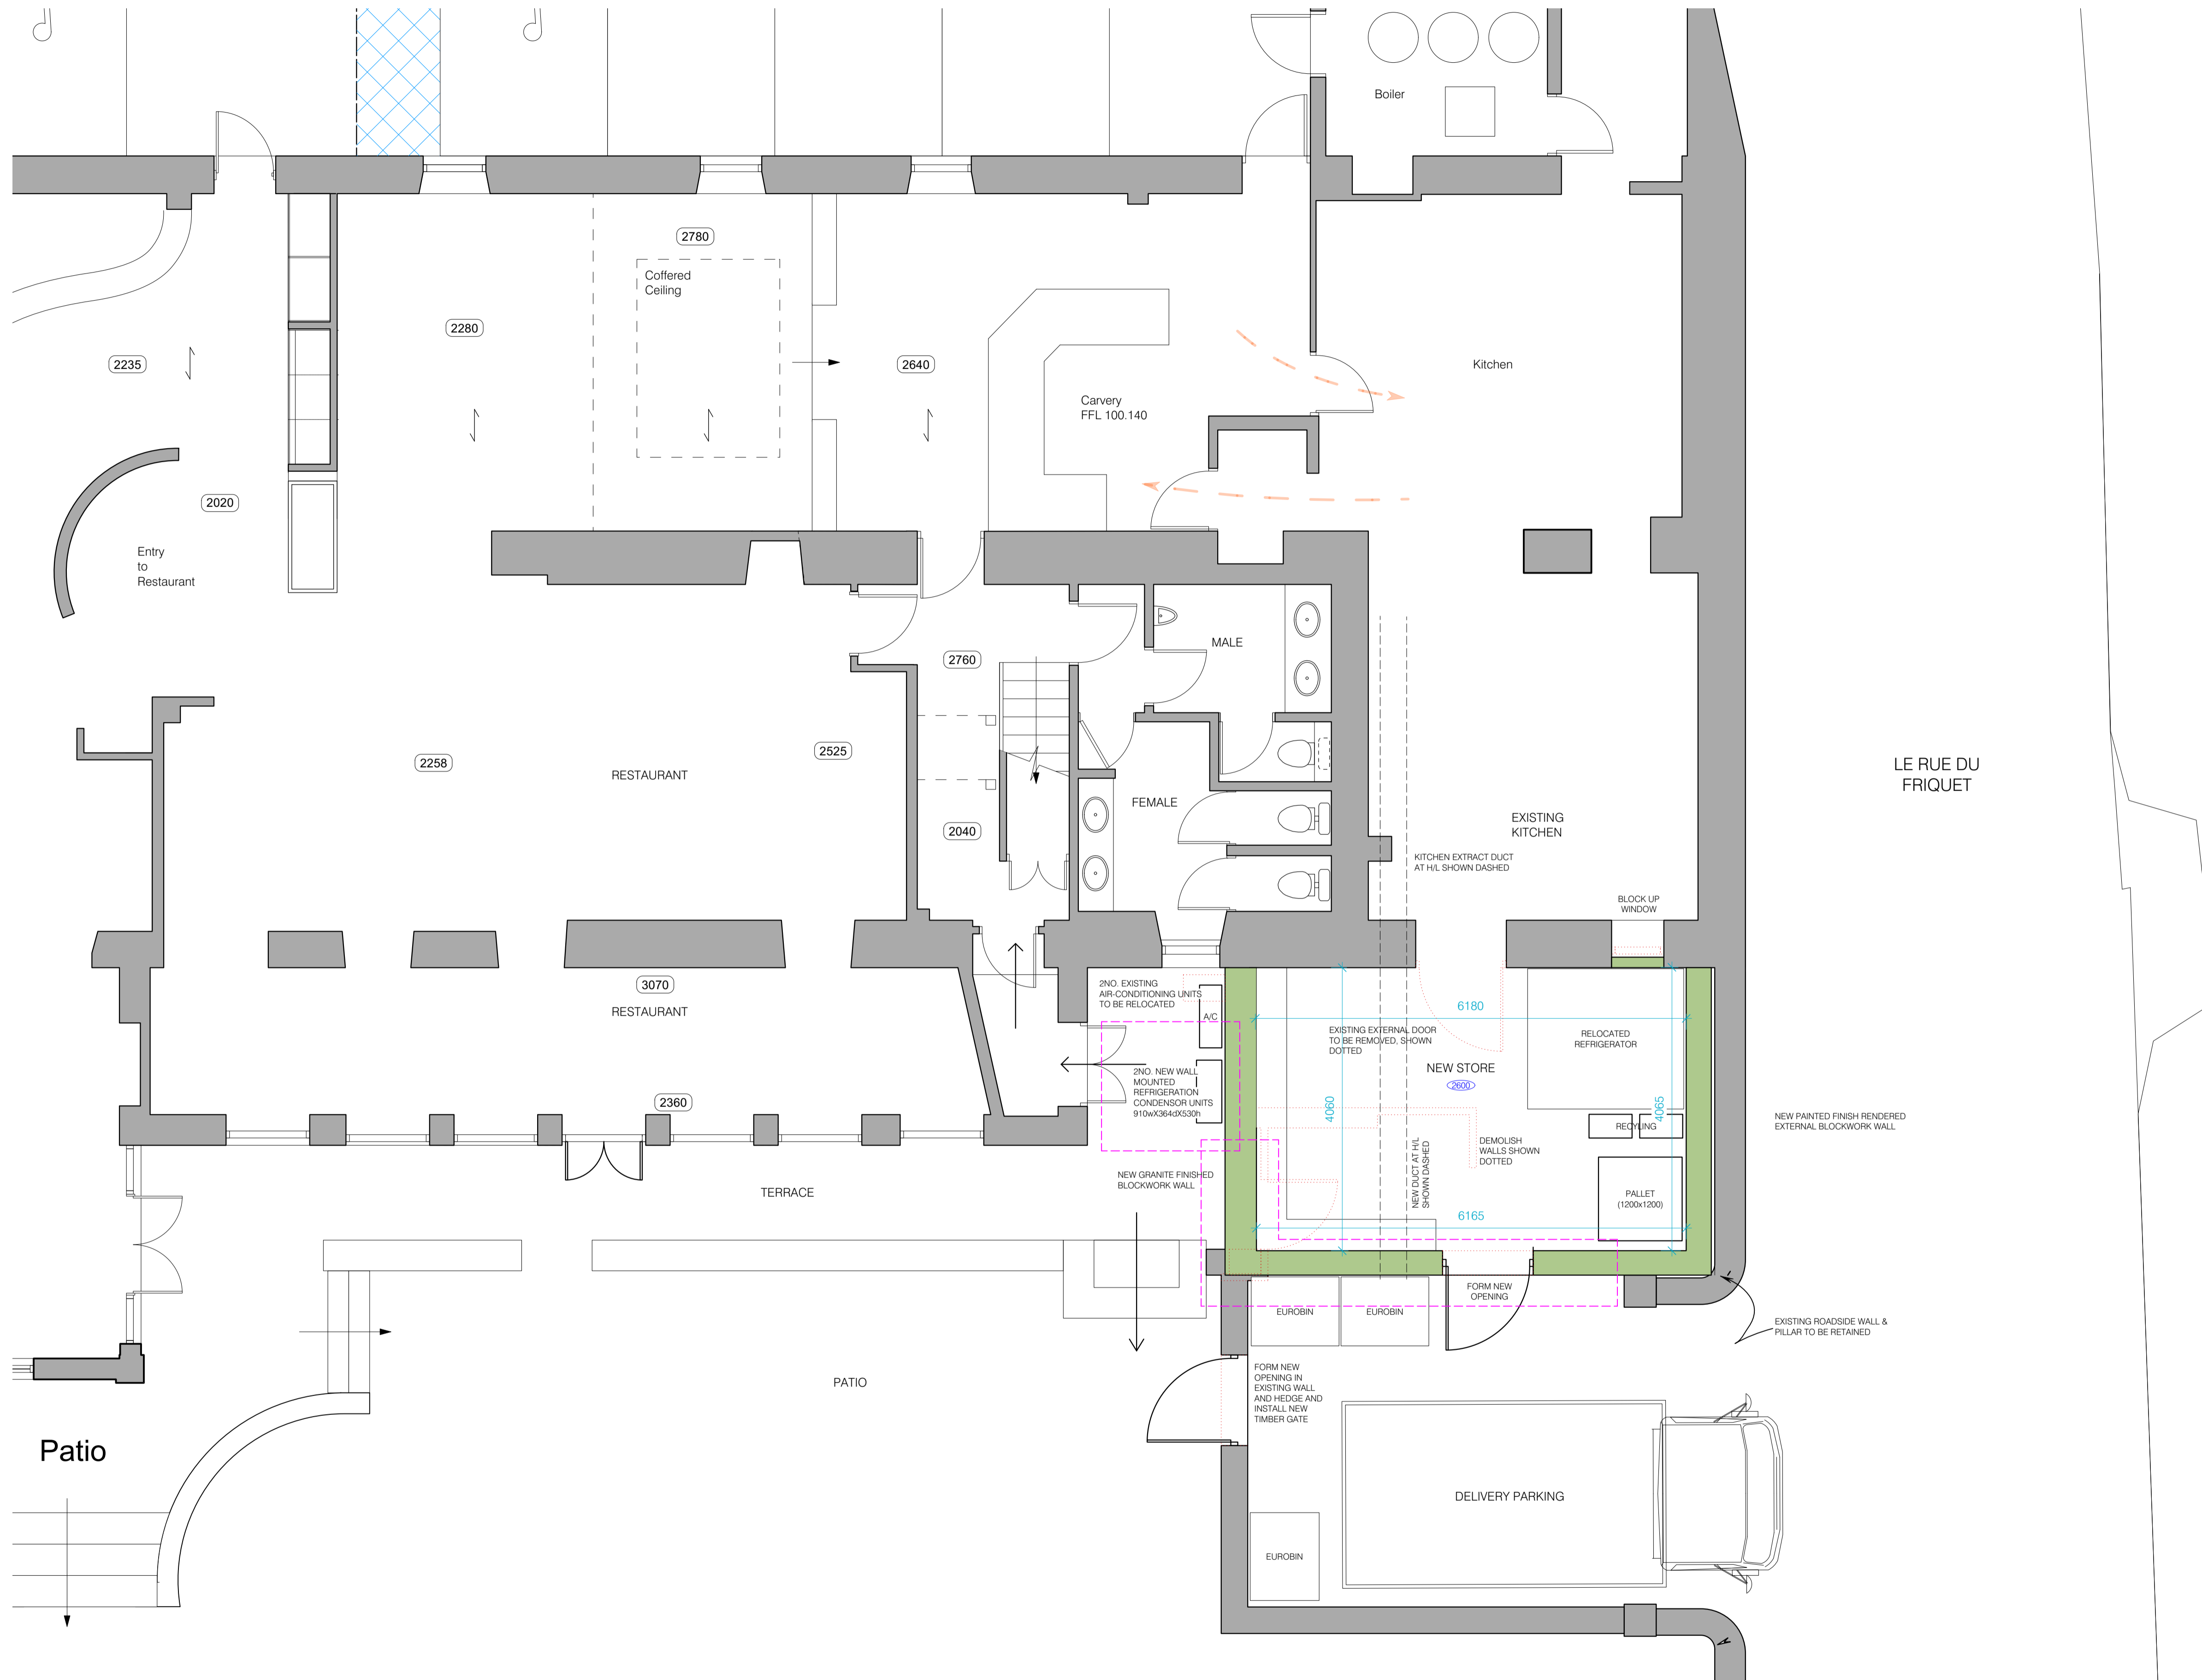 Boiler
2780
Coffered
Ceiling
2280
2235
2640
Kitchen
Carvery
FFL 100.140
2020
Entry
to
Restaurant
MALE
2760
2258
2525
RESTAURANT
LE RUE DU
FRIQUET
FEMALE
2040
EXISTING
KITCHEN
KITCHEN EXTRACT DUCT
AT H/L SHOWN DASHED
BLOCK UP
WINDOW
3070
RESTAURANT
2NO. EXISTING
AIR-CONDITIONING UNITS
TO BE RELOCATED
A/C
6180
EXISTING EXTERNAL DOOR
TO BE REMOVED, SHOWN
DOTTED
RELOCATED
REFRIGERATOR
NEW STORE
2600
2NO. NEW WALL
MOUNTED
REFRIGERATION
CONDENSOR UNITS
910wX364dX530h
2360
4060
4065
RECYLING
NEW PAINTED FINISH RENDERED
EXTERNAL BLOCKWORK WALL
DEMOLISH
WALLS SHOWN
DOTTED
NEW DUCT AT H/L
SHOWN DASHED
NEW GRANITE FINISHED
BLOCKWORK WALL
TERRACE
PALLET
(1200x1200)
6165
FORM NEW
OPENING
EUROBIN
EUROBIN
EXISTING ROADSIDE WALL &
PILLAR TO BE RETAINED
FORM NEW
OPENING IN
EXISTING WALL
AND HEDGE AND
INSTALL NEW
TIMBER GATE
PATIO
Patio
DELIVERY PARKING
EUROBIN